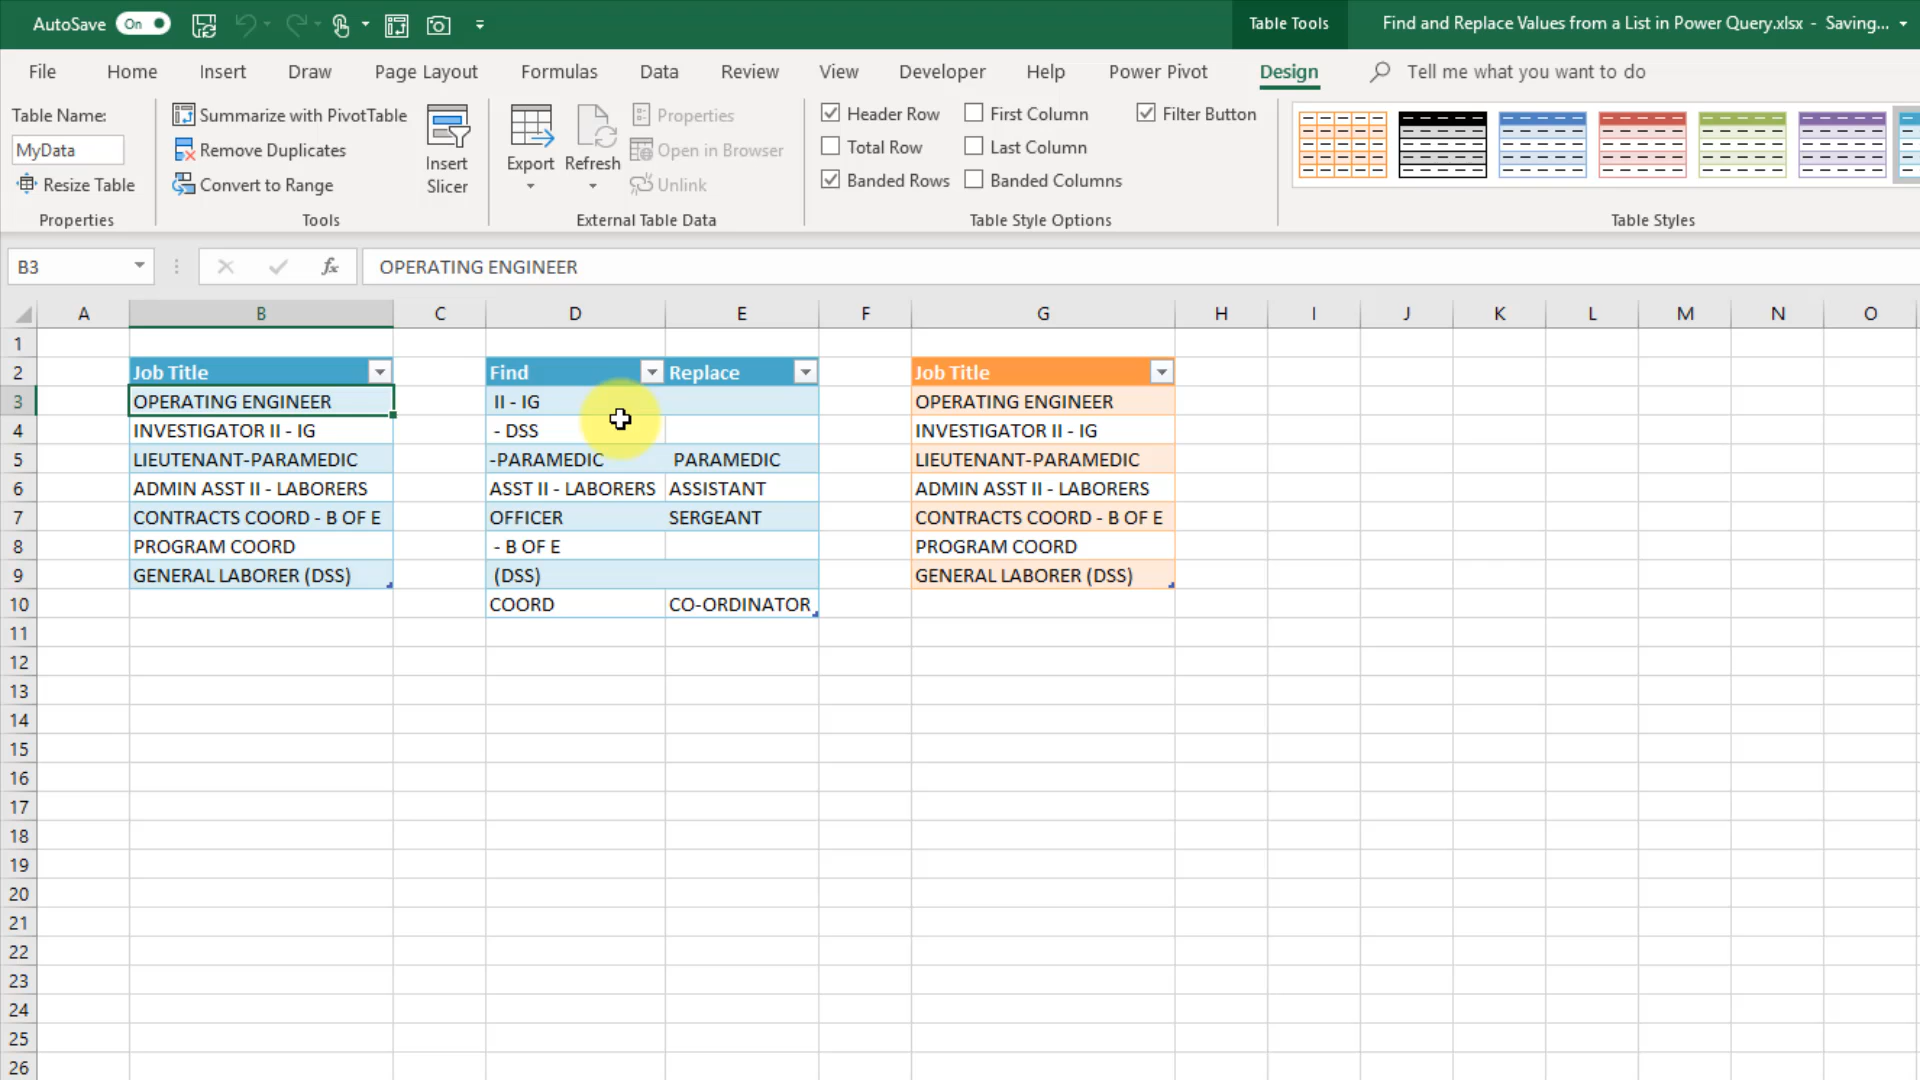 AutoSave On Table Tools Find and Replace Values from a List in Power Query.xlsx - Saving...
File Home Insert Draw Page Layout Formulas Data Review View Developer Help Power Pivot Design Tell me what you want to do
Table Name:
MyData
Resize Table
Properties
Summarize with PivotTable
Remove Duplicates
Convert to Range
Tools
Insert
Slicer
Export
Refresh
Properties
Open in Browser
Unlink
External Table Data
Header Row First Column Filter Button
Total Row Last Column
Banded Rows Banded Columns
Table Style Options
Table Styles
B3 fx OPERATING ENGINEER
A B C D E F G H I J K L M N O
1
2 Job Title Find Replace Job Title
3 OPERATING ENGINEER II - IG OPERATING ENGINEER
4 INVESTIGATOR II - IG - DSS INVESTIGATOR II - IG
5 LIEUTENANT-PARAMEDIC -PARAMEDIC PARAMEDIC LIEUTENANT-PARAMEDIC
6 ADMIN ASST II - LABORERS ASST II - LABORERS ASSISTANT ADMIN ASST II - LABORERS
7 CONTRACTS COORD - B OF E OFFICER SERGEANT CONTRACTS COORD - B OF E
8 PROGRAM COORD - B OF E PROGRAM COORD
9 GENERAL LABORER (DSS) (DSS) GENERAL LABORER (DSS)
10 COORD CO-ORDINATOR
11
12
13
14
15
16
17
18
19
20
21
22
23
24
25
26